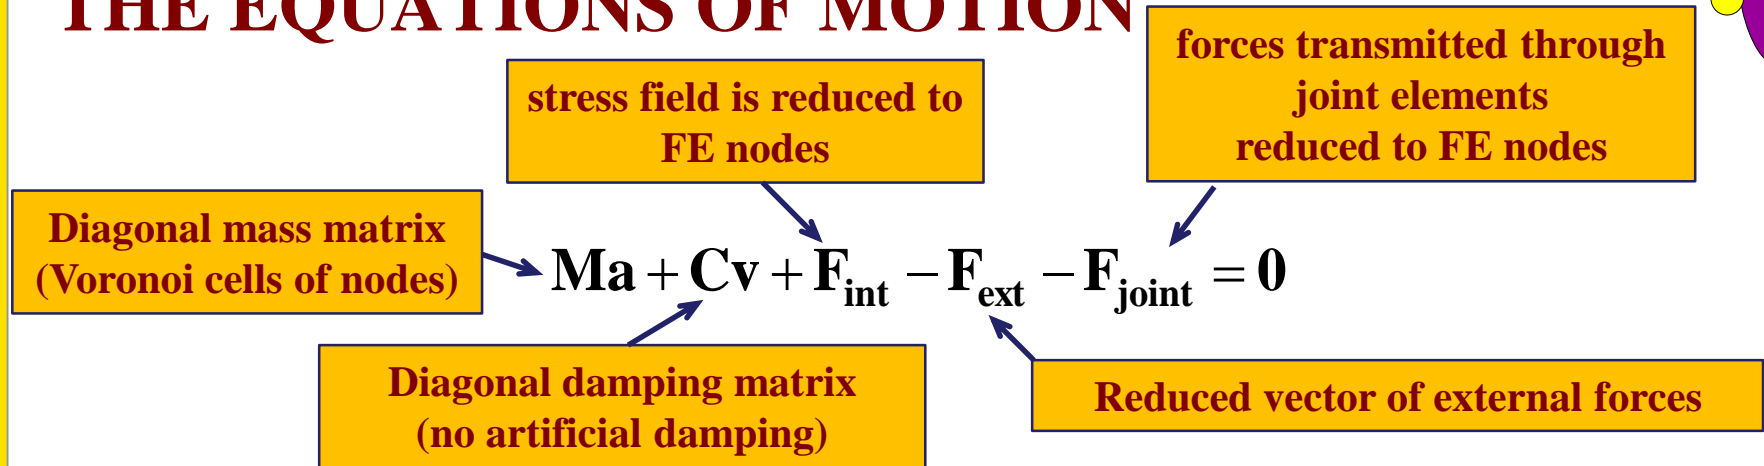 THE EQUATIONS OF MOTION
forces transmitted through
joint elements
reduced to FE nodes
stress field is reduced to
FE nodes
Diagonal mass matrix
(Voronoi cells of nodes)
Ma + Cv + F_int − F_ext − F_joint = 0
Diagonal damping matrix
(no artificial damping)
Reduced vector of external forces